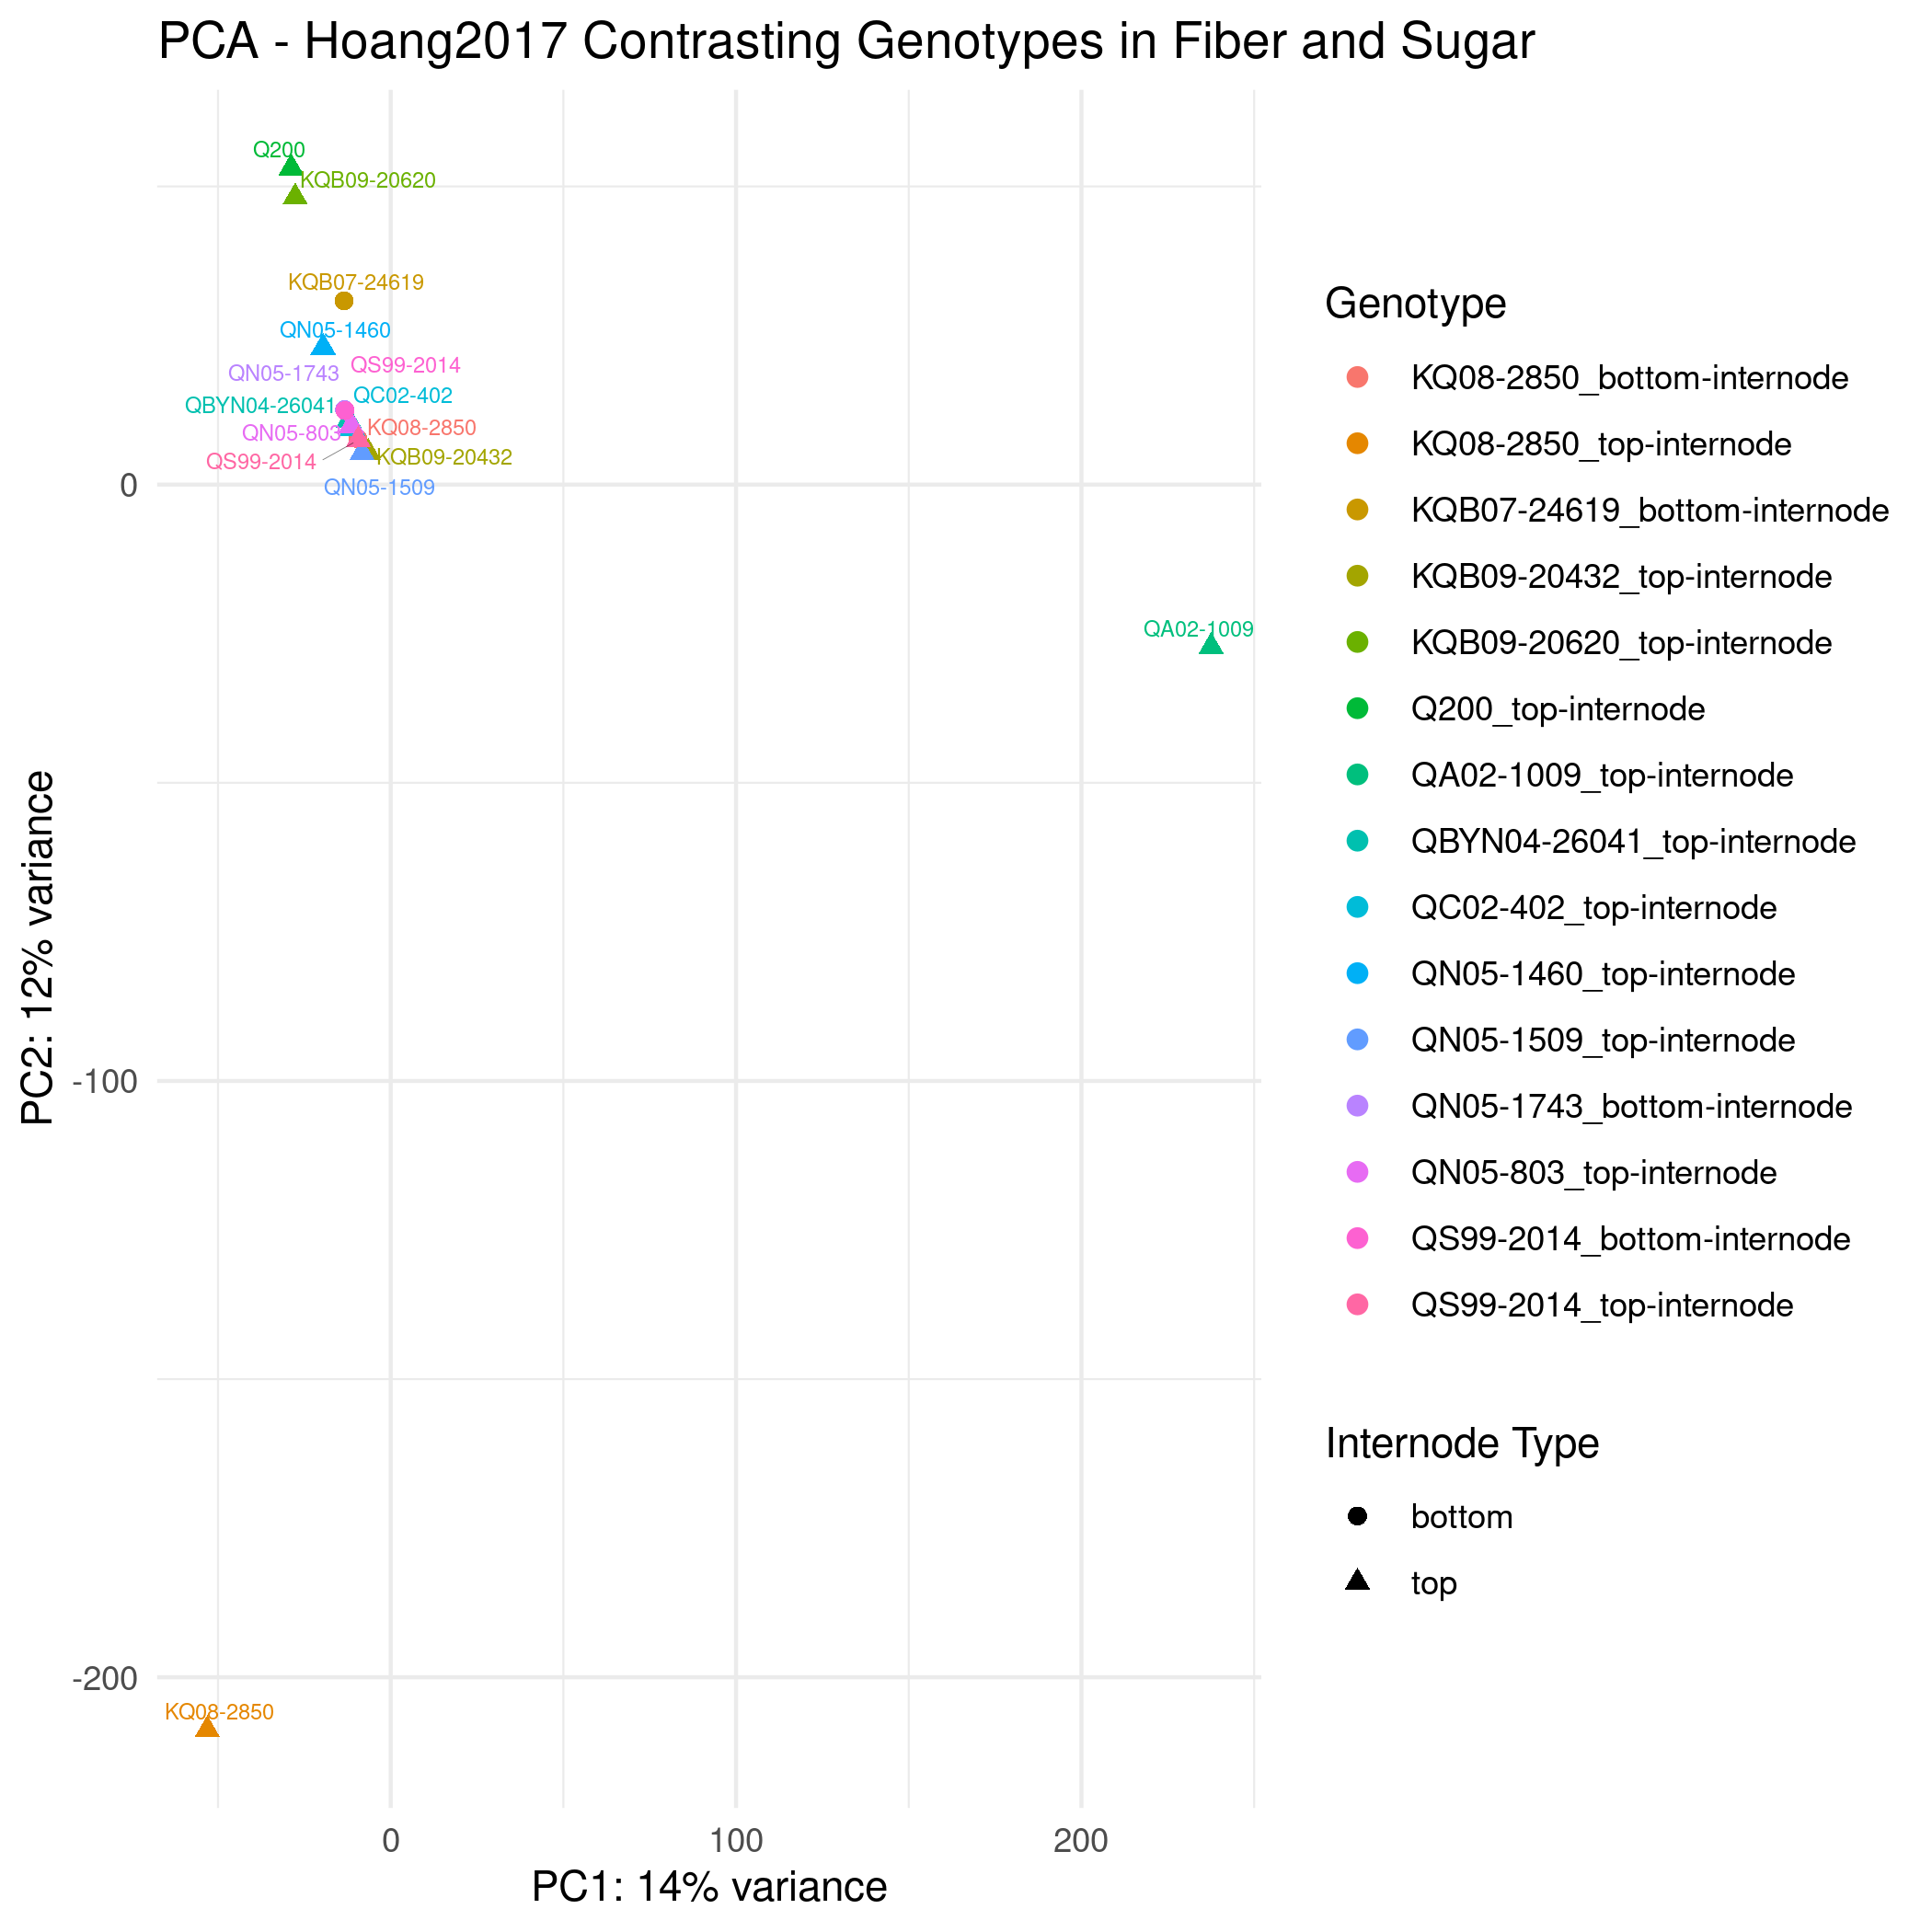 PCA - Hoang2017 Contrasting Genotypes in Fiber and Sugar
Q200
KQB09-20620
KQB07-24619
QN05-1460
QS99-2014
QN05-1743
QC02-402
QBYN04-26041
KQ08-2850
QN05-803
KQB09-20432
QS99-2014
QN05-1509
QA02-1009
KQ08-2850
0
-100
-200
PC2: 12% variance
0
100
200
PC1: 14% variance
Genotype
KQ08-2850_bottom-internode
KQ08-2850_top-internode
KQB07-24619_bottom-internode
KQB09-20432_top-internode
KQB09-20620_top-internode
Q200_top-internode
QA02-1009_top-internode
QBYN04-26041_top-internode
QC02-402_top-internode
QN05-1460_top-internode
QN05-1509_top-internode
QN05-1743_bottom-internode
QN05-803_top-internode
QS99-2014_bottom-internode
QS99-2014_top-internode
Internode Type
bottom
top